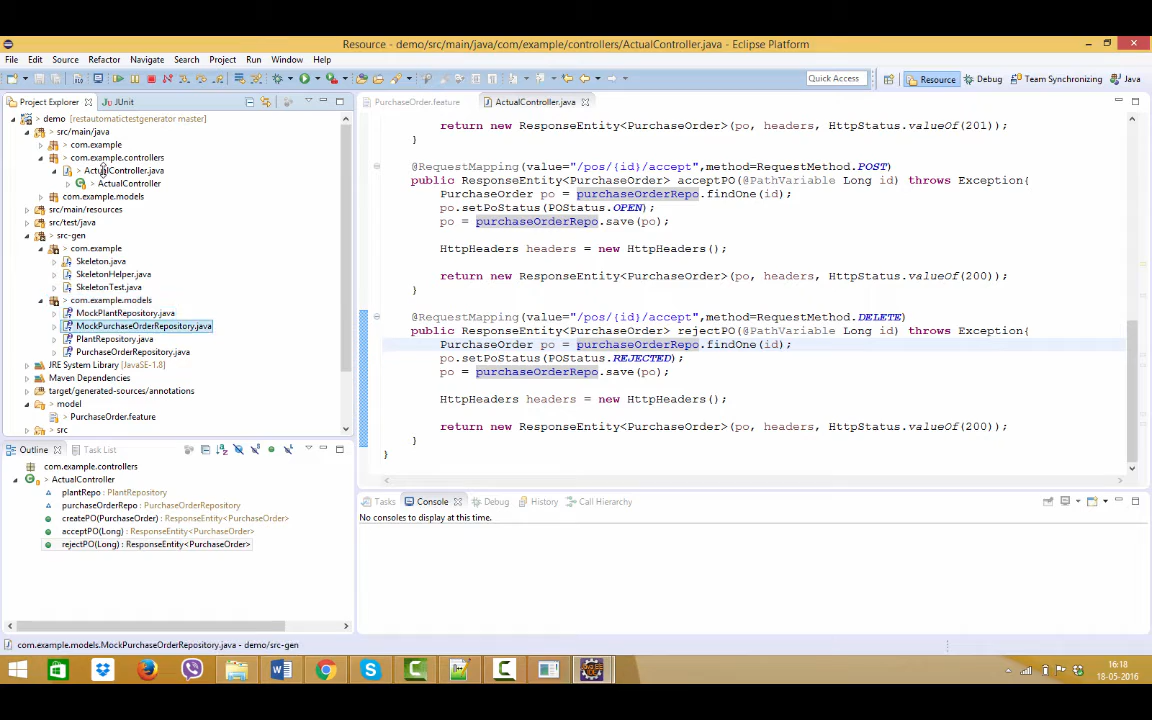 Resource - demo/src/main/java/com/example/controllers/ActualController.java - Eclipse Platform
File Edit Source Refactor Navigate Search Project Run Window Help
Quick Access
Resource
Debug
Team Synchronizing
Java
Project Explorer
JUnit
demo [restautomatictestgenerator master]
src/main/java
com.example
com.example.controllers
> ActualController.java
> ActualController
com.example.models
src/main/resources
src/test/java
src-gen
com.example
Skeleton.java
SkeletonHelper.java
SkeletonTest.java
com.example.models
MockPlantRepository.java
MockPurchaseOrderRepository.java
PlantRepository.java
PurchaseOrderRepository.java
JRE System Library [JavaSE-1.8]
Maven Dependencies
target/generated-sources/annotations
model
PurchaseOrder.feature
src
Outline
Task List
com.example.controllers
ActualController
plantRepo : PlantRepository
purchaseOrderRepo : PurchaseOrderRepository
createPO(PurchaseOrder) : ResponseEntity<PurchaseOrder>
acceptPO(Long) : ResponseEntity<PurchaseOrder>
rejectPO(Long) : ResponseEntity<PurchaseOrder>
PurchaseOrder.feature
ActualController.java
return new ResponseEntity<PurchaseOrder>(po, headers, HttpStatus.valueOf(201));
}
@RequestMapping(value="/pos/{id}/accept",method=RequestMethod.POST)
public ResponseEntity<PurchaseOrder> acceptPO(@PathVariable Long id) throws Exception{
PurchaseOrder po = purchaseOrderRepo.findOne(id);
po.setPoStatus(POStatus.OPEN);
po = purchaseOrderRepo.save(po);
HttpHeaders headers = new HttpHeaders();
return new ResponseEntity<PurchaseOrder>(po, headers, HttpStatus.valueOf(200));
}
@RequestMapping(value="/pos/{id}/accept",method=RequestMethod.DELETE)
public ResponseEntity<PurchaseOrder> rejectPO(@PathVariable Long id) throws Exception{
PurchaseOrder po = purchaseOrderRepo.findOne(id);
po.setPoStatus(POStatus.REJECTED);
po = purchaseOrderRepo.save(po);
HttpHeaders headers = new HttpHeaders();
return new ResponseEntity<PurchaseOrder>(po, headers, HttpStatus.valueOf(200));
}
}
Tasks
Console
Debug
History
Call Hierarchy
No consoles to display at this time.
com.example.models.MockPurchaseOrderRepository.java - demo/src-gen
16:18
18-05-2016